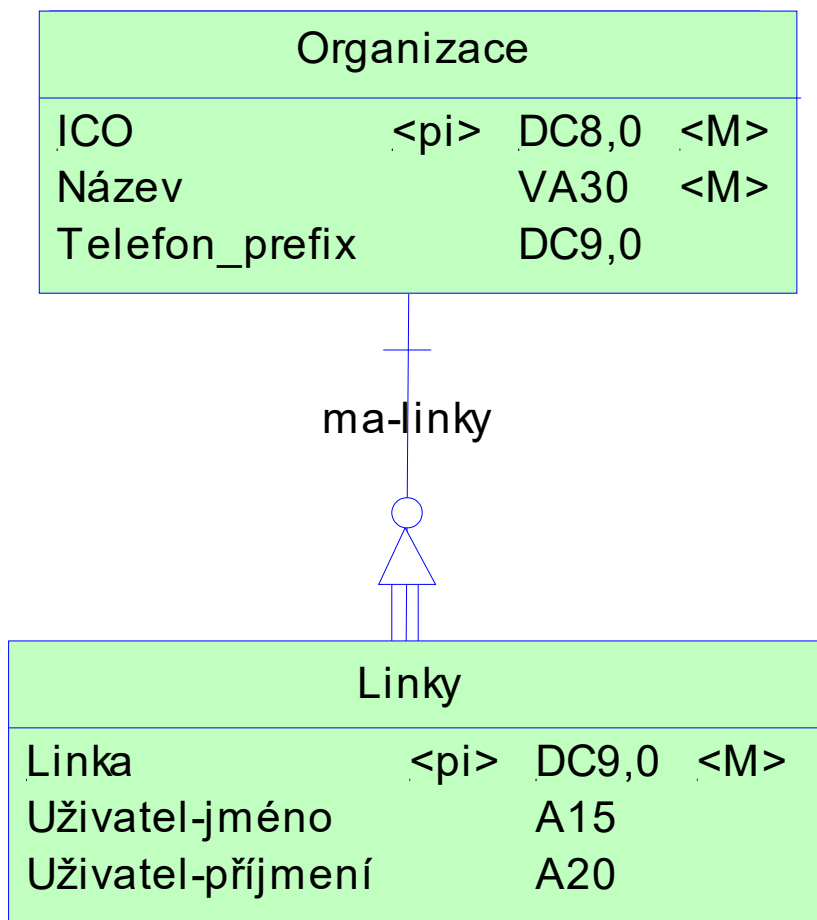 Organizace
ICO <pi> DC8,0 <M>
Název VA30 <M>
Telefon_prefix DC9,0
ma-linky
Linky
Linka <pi> DC9,0 <M>
Uživatel-jméno A15
Uživatel-příjmení A20